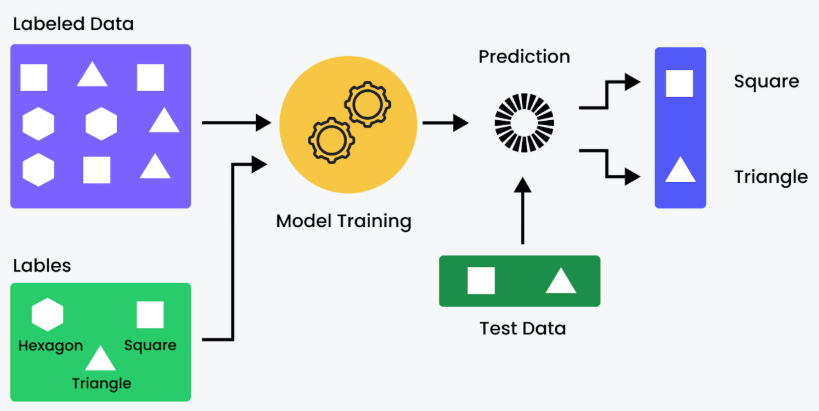 Labeled Data
Prediction
Square
Triangle
Model Training
Lables
Hexagon
Square
Triangle
Test Data